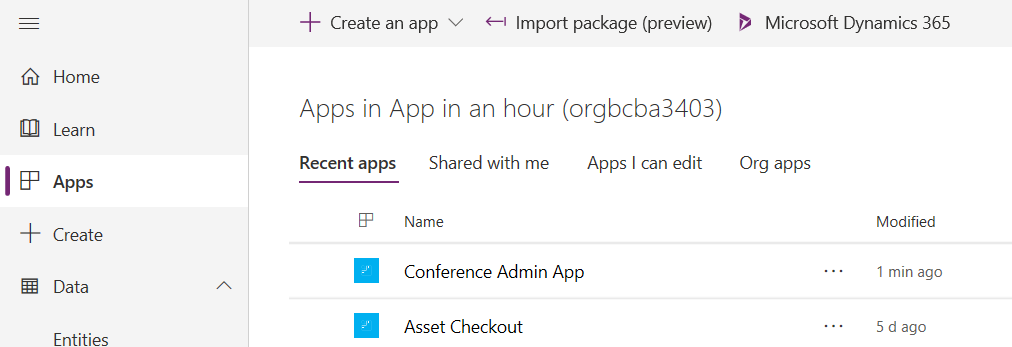 Create an app
Import package (preview)
Microsoft Dynamics 365
Home
Learn
Apps
Create
Data
Entities
Apps in App in an hour (orgbcba3403)
Recent apps
Shared with me
Apps I can edit
Org apps
Name
Modified
Conference Admin App
... 1 min ago
Asset Checkout
... 5 d ago